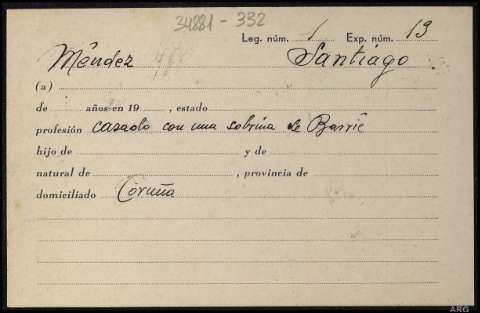 34881-332
Leg. núm. 1 Exp. núm. 13
Méndez Santiago
(a)
de años en 19 , estado
profesión casado con una sobrina de Barrié
hijo de y de
natural de , provincia de
domiciliado Coruña
ARG